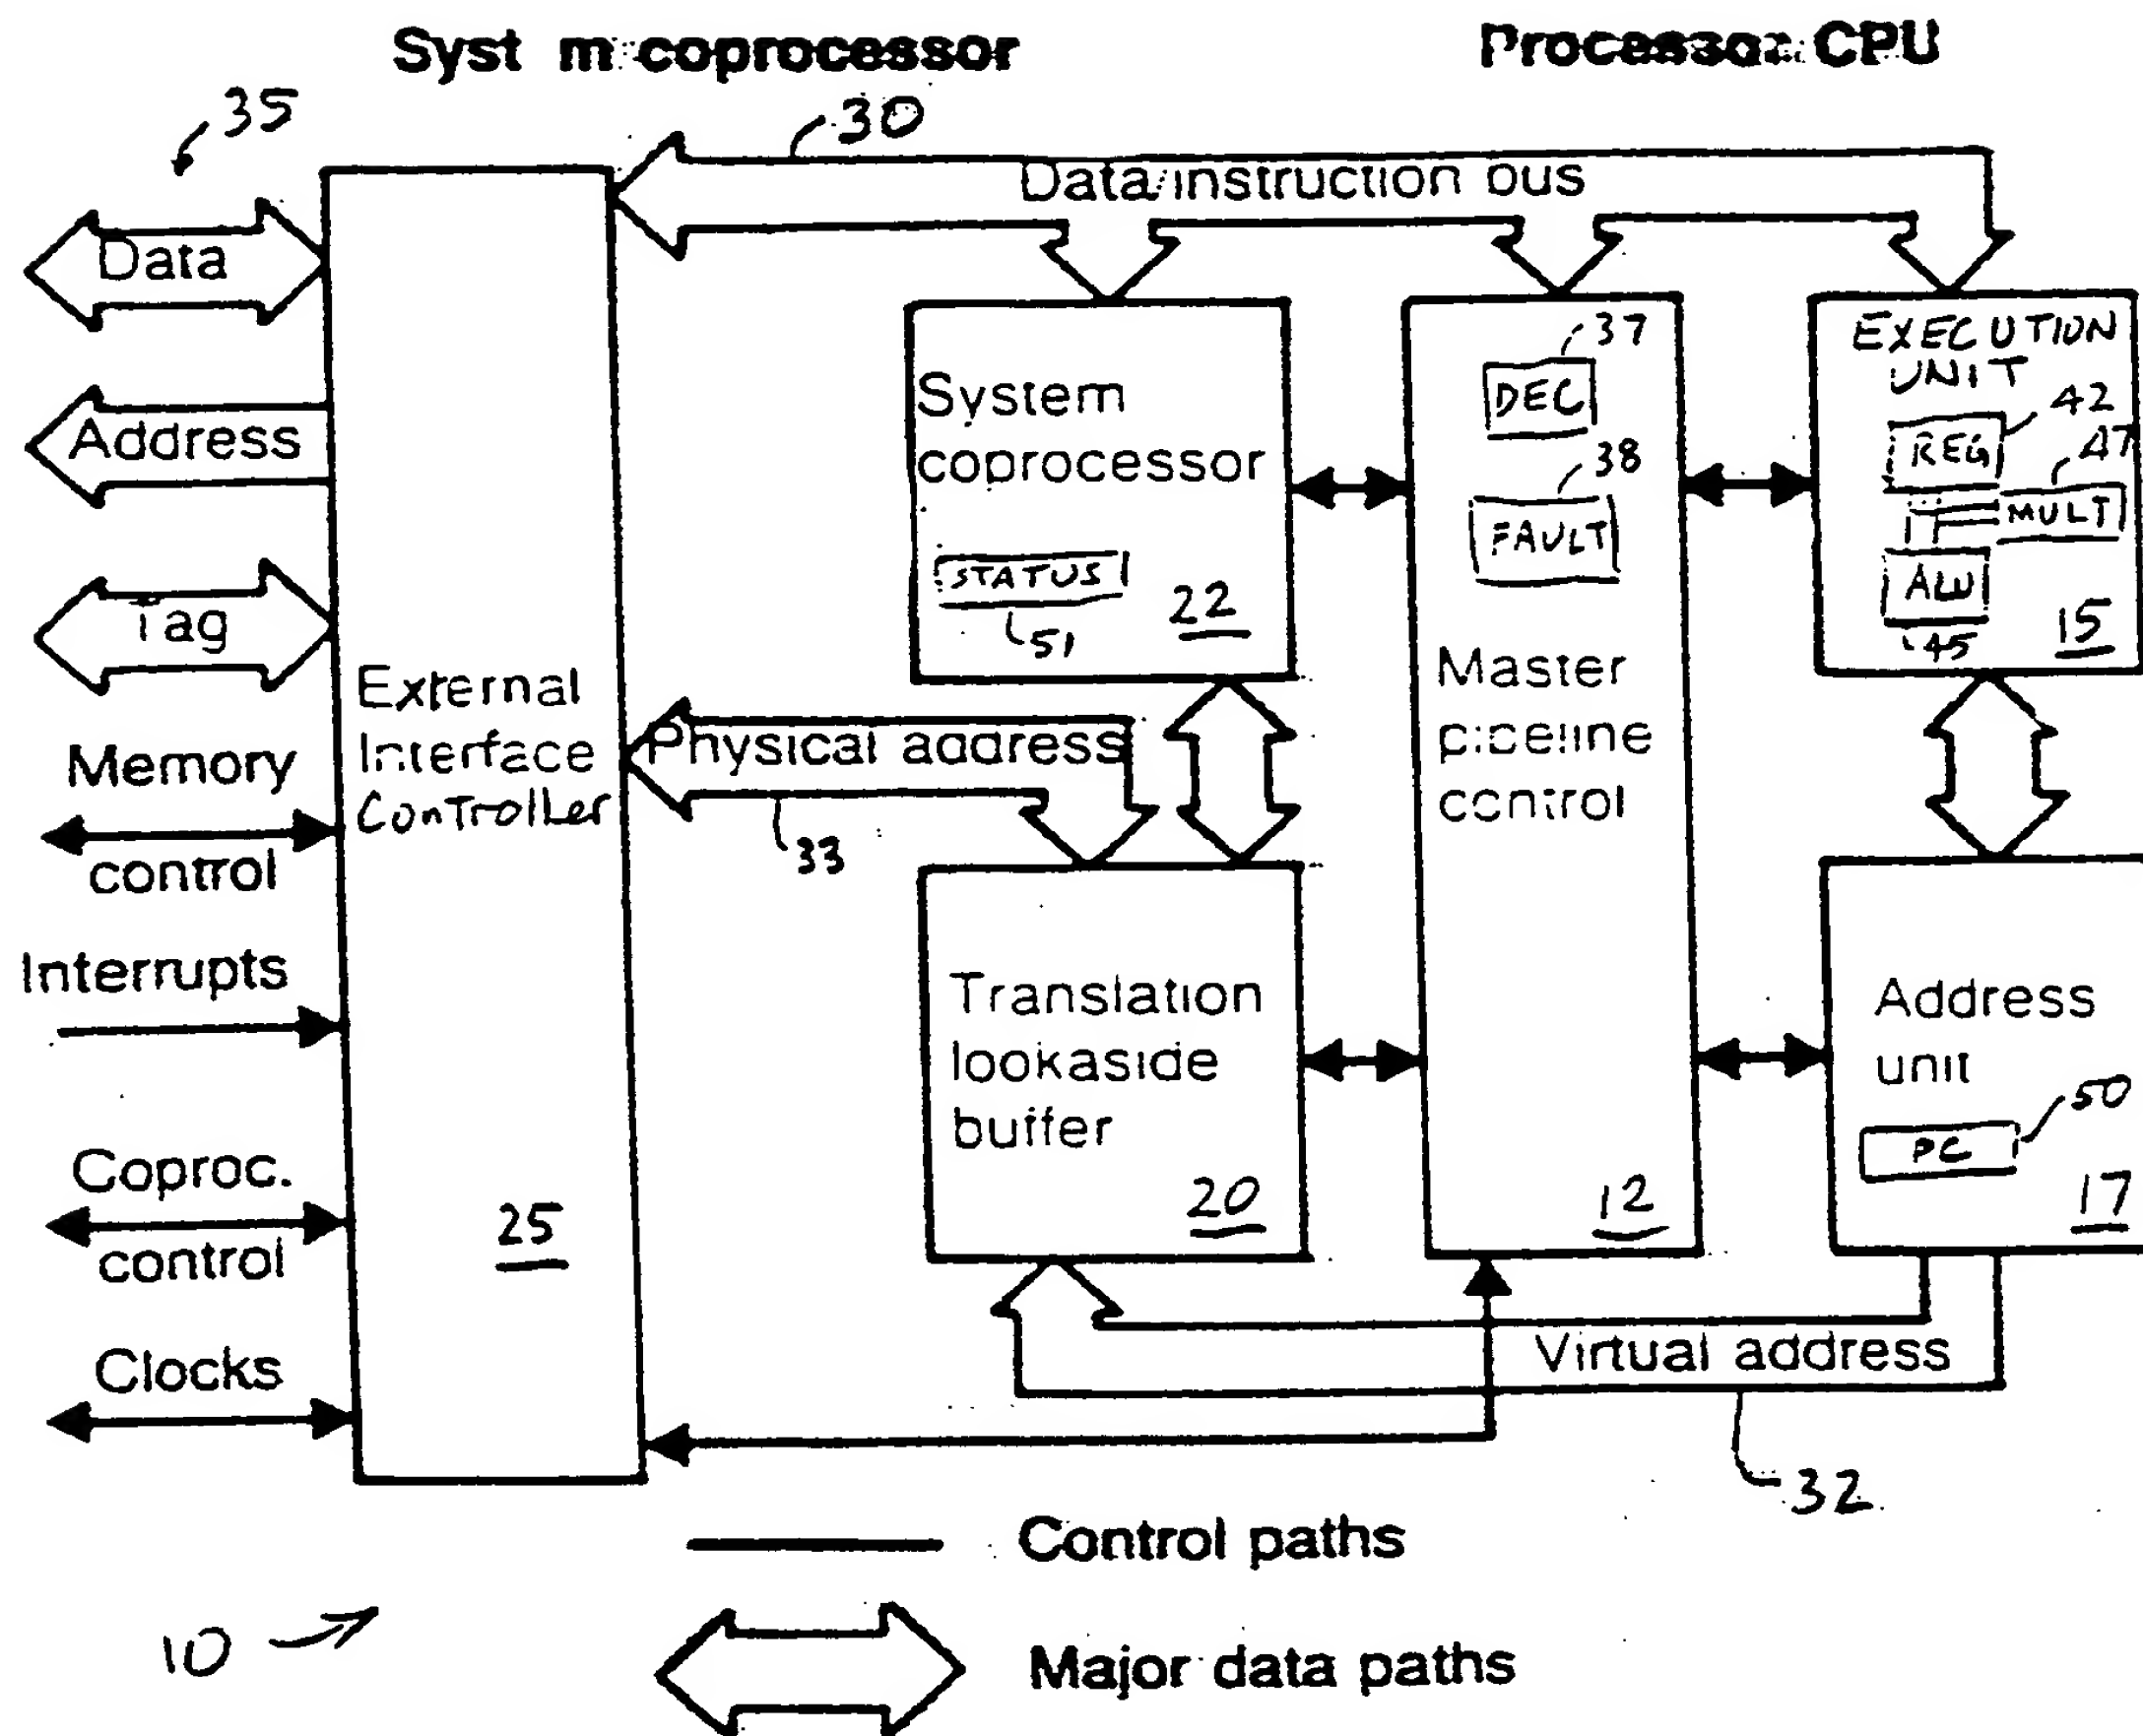 Syst m coprocessor
Processor CPU
35
30
Data/instruction bus
Data
Address
Tag
Memory
control
Interrupts
Coproc.
control
Clocks
External
Interface
Controller
25
System
coprocessor
STATUS
51
22
Physical address
33
Translation
lookaside
buffer
20
37
DEC
38
FAULT
Master
pipeline
control
12
EXECUTION
UNIT
42
REG
47
MULT
ALU
45
15
Address
unit
50
PC
17
Virtual address
32
Control paths
10
Major data paths